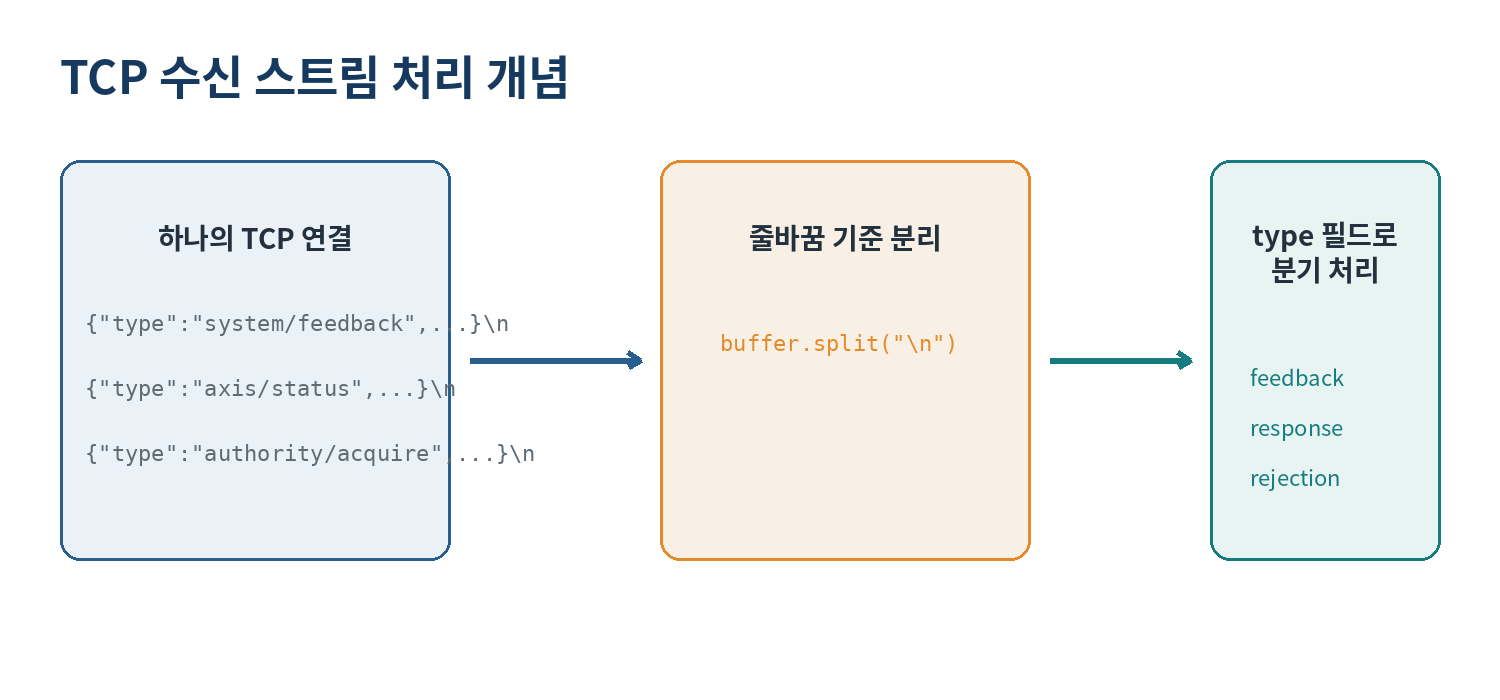 TCP 수신 스트림 처리 개념
하나의 TCP 연결
{"type":"system/feedback",...}\n
{"type":"axis/status",...}\n
{"type":"authority/acquire",...}\n
줄바꿈 기준 분리
buffer.split("\n")
type 필드로
분기 처리
feedback
response
rejection